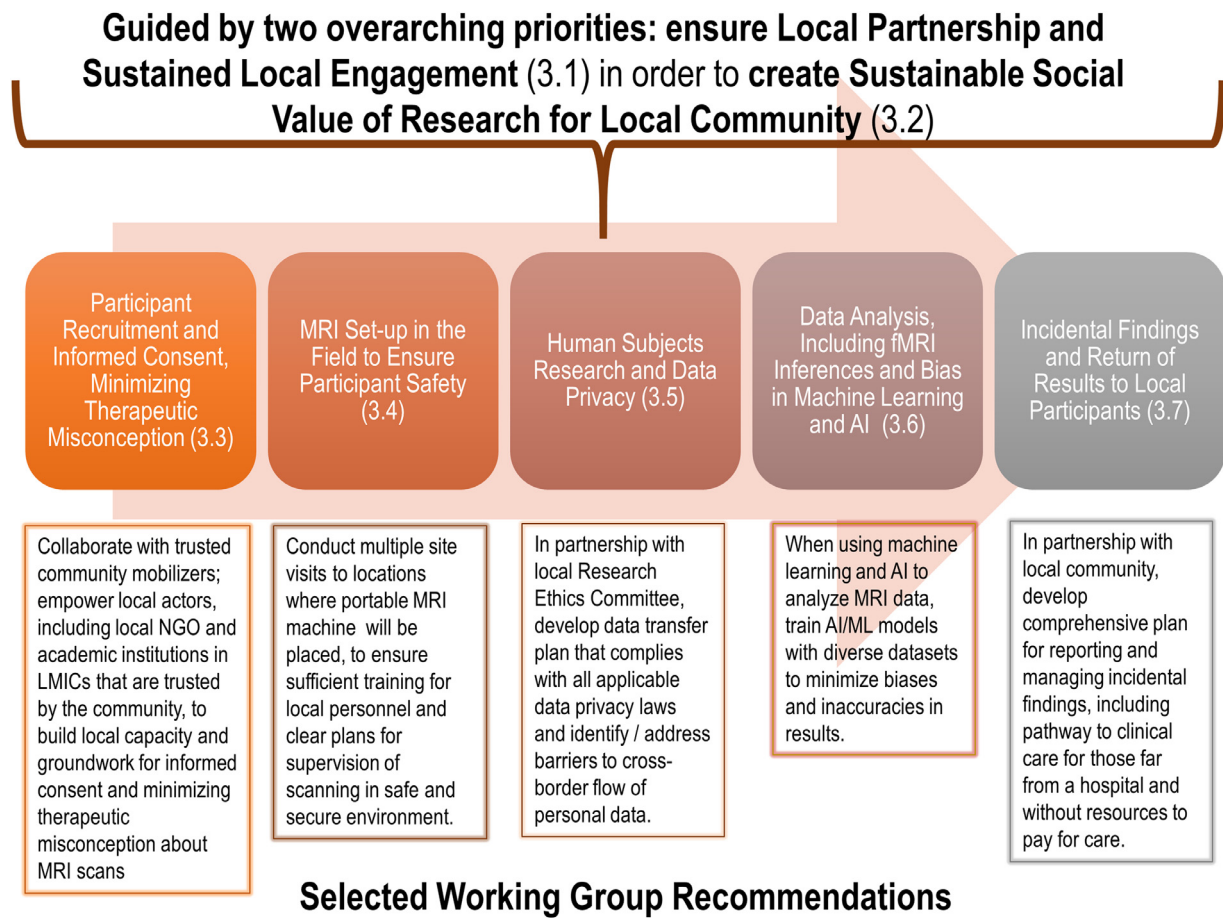 Guided by two overarching priorities: ensure Local Partnership and
Sustained Local Engagement (3.1) in order to create Sustainable Social
Value of Research for Local Community (3.2)
Participant
Recruitment and
Informed Consent,
Minimizing
Therapeutic
Misconception (3.3)
MRI Set-up in the
Field to Ensure
Participant Safety
(3.4)
Human Subjects
Research and Data
Privacy (3.5)
Data Analysis,
Including fMRI
Inferences and Bias
in Machine Learning
and AI (3.6)
Incidental Findings
and Return of
Results to Local
Participants (3.7)
Collaborate with trusted
community mobilizers;
empower local actors,
including local NGO and
academic institutions in
LMICs that are trusted
by the community, to
build local capacity and
groundwork for informed
consent and minimizing
therapeutic
misconception about
MRI scans
Conduct multiple site
visits to locations
where portable MRI
machine will be
placed, to ensure
sufficient training for
local personnel and
clear plans for
supervision of
scanning in safe and
secure environment.
In partnership with
local Research
Ethics Committee,
develop data transfer
plan that complies
with all applicable
data privacy laws
and identify / address
barriers to cross-
border flow of
personal data.
When using machine
learning and AI to
analyze MRI data,
train AI/ML models
with diverse datasets
to minimize biases
and inaccuracies in
results.
In partnership with
local community,
develop
comprehensive plan
for reporting and
managing incidental
findings, including
pathway to clinical
care for those far
from a hospital and
without resources to
pay for care.
Selected Working Group Recommendations